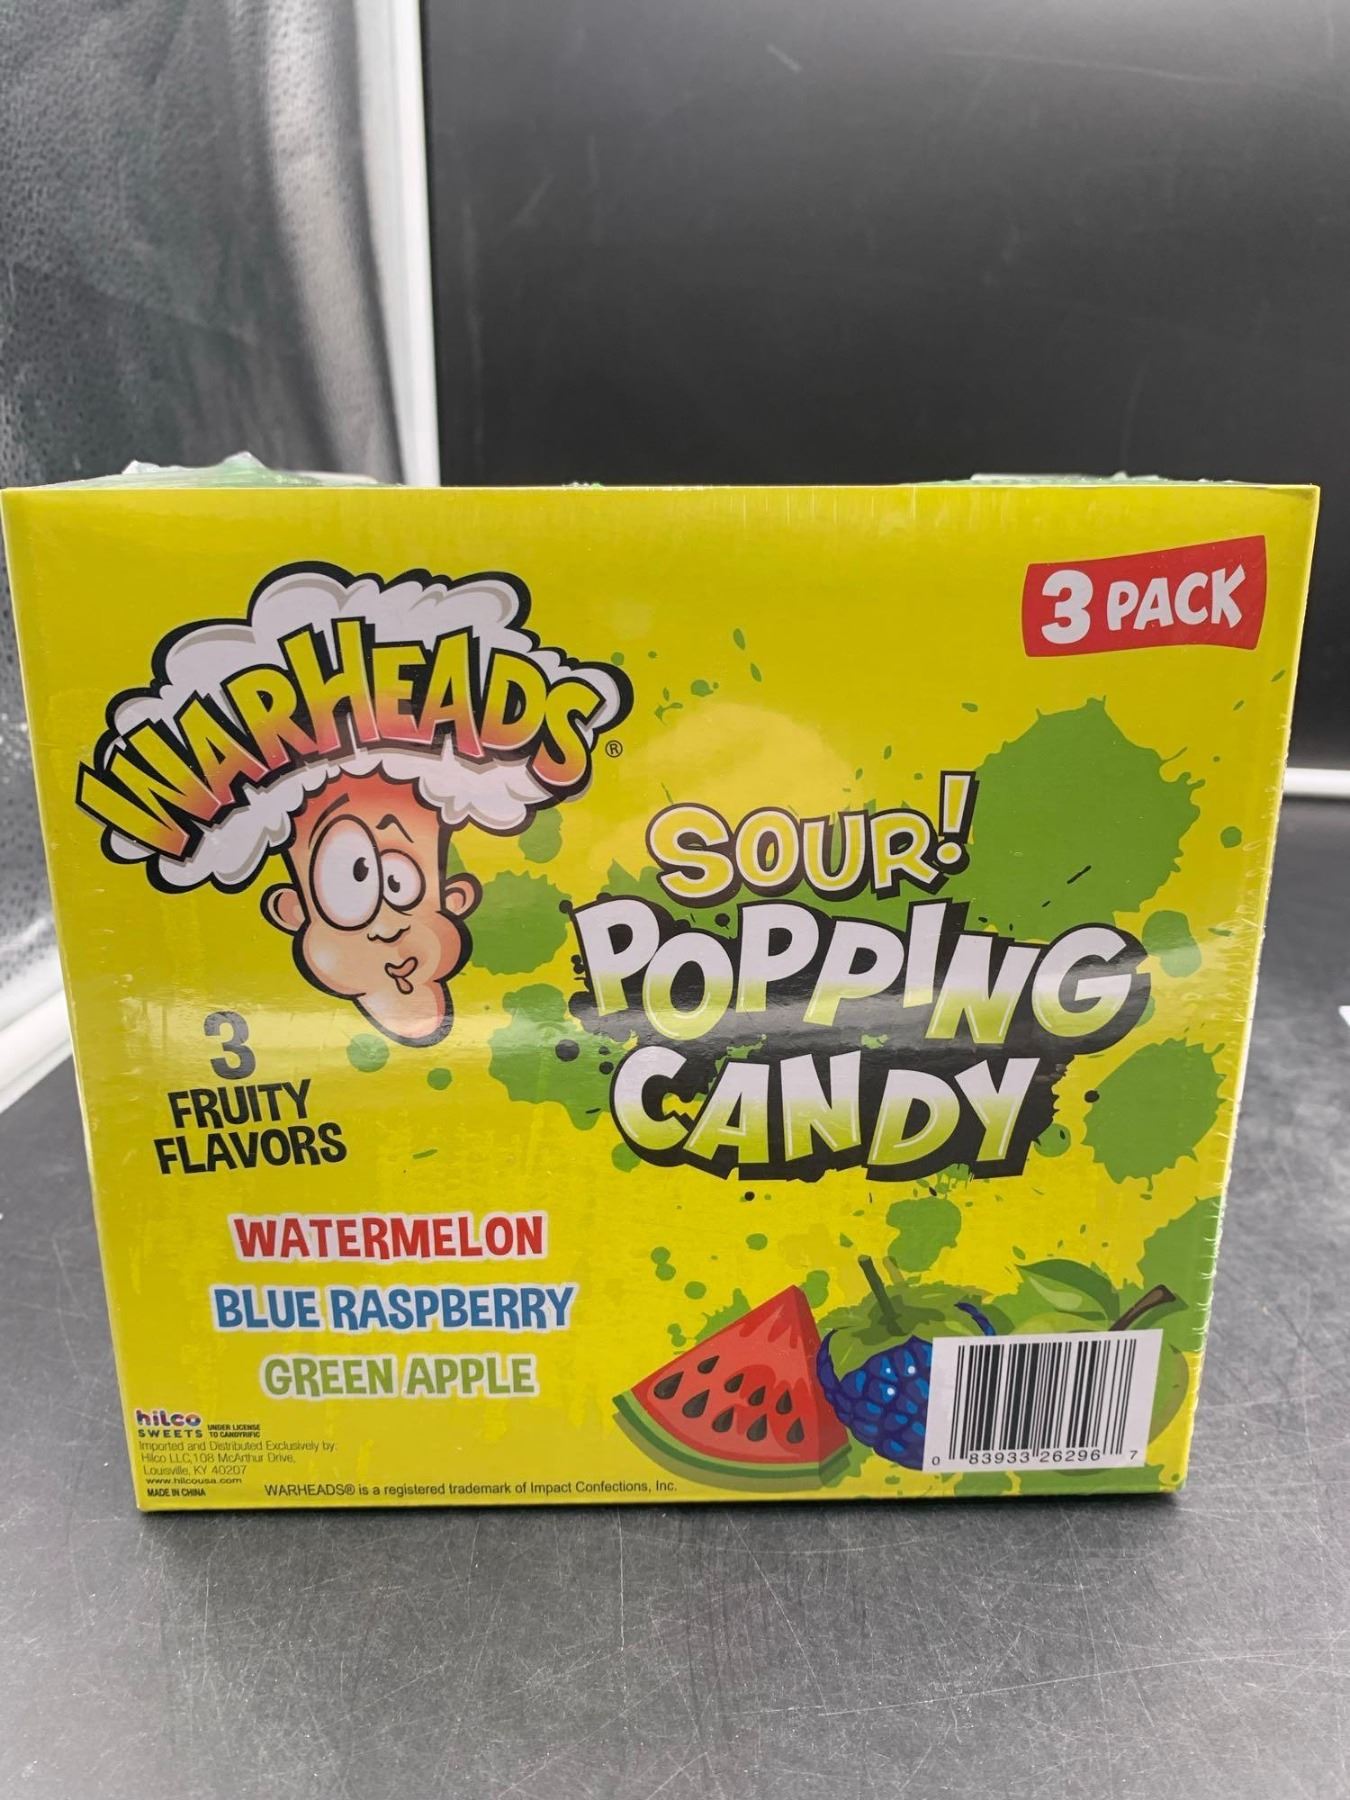 WARHEADS®
3 PACK
SOUR!
POPPING
CANDY
3
FRUITY
FLAVORS
WATERMELON
BLUE RASPBERRY
GREEN APPLE
hilco
SWEETS
UNDER LICENSE
TO CANDYRIFIC
Imported and Distributed Exclusively by:
Hilco LLC, 108 McArthur Drive,
Louisville, KY 40207
www.hilcousa.com
MADE IN CHINA
WARHEADS® is a registered trademark of Impact Confections, Inc.
0 83933 26296 7